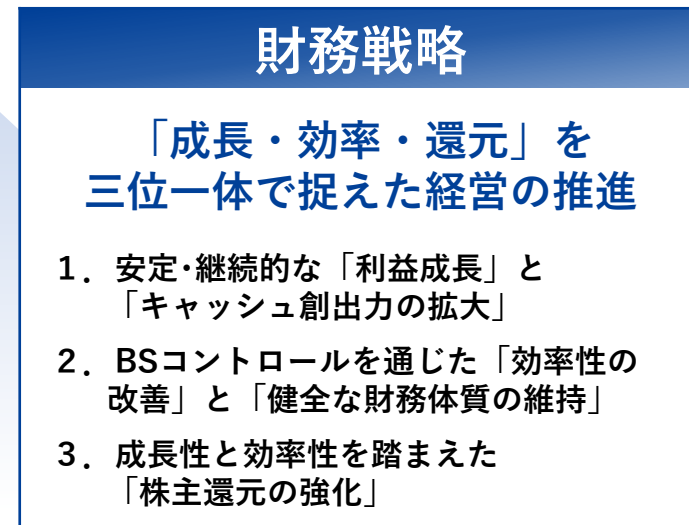 財務戦略
「成長・効率・還元」を
三位一体で捉えた経営の推進
１．安定･継続的な「利益成長」と
「キャッシュ創出力の拡大」
２．BSコントロールを通じた「効率性の
改善」と「健全な財務体質の維持」
３．成長性と効率性を踏まえた
「株主還元の強化」